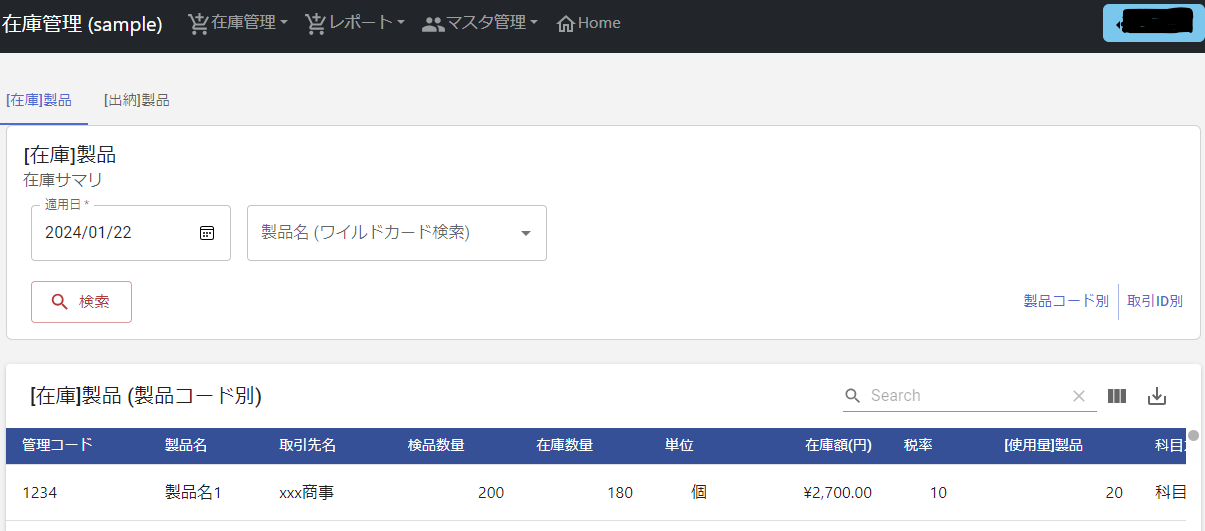 在庫管理 (sample) 在庫管理 レポート マスタ管理 Home
[在庫]製品 [出納]製品
[在庫]製品
在庫サマリ
適用日 *
2024/01/22 製品名 (ワイルドカード検索)
検索 製品コード別 取引ID別
[在庫]製品 (製品コード別) Search
管理コード 製品名 取引先名 検品数量 在庫数量 単位 在庫額(円) 税率 [使用量]製品 科目
1234 製品名1 xxx商事 200 180 個 ¥2,700.00 10 20 科目